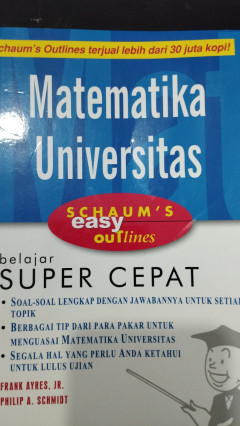 chaum's Outlines terjual lebih dari 30 juta kopi!
Matematika
Universitas
SCHAUM'S
easy
OUTlines
belajar
SUPER CEPAT
• SOAL-SOAL LENGKAP DENGAN JAWABANNYA UNTUK SETIAP
TOPIK
• BERBAGAI TIP DARI PARA PAKAR UNTUK
MENGUASAI MATEMATIKA UNIVERSITAS
• SEGALA HAL YANG PERLU ANDA KETAHUI
UNTUK LULUS UJIAN
FRANK AYRES, JR.
PHILIP A. SCHMIDT